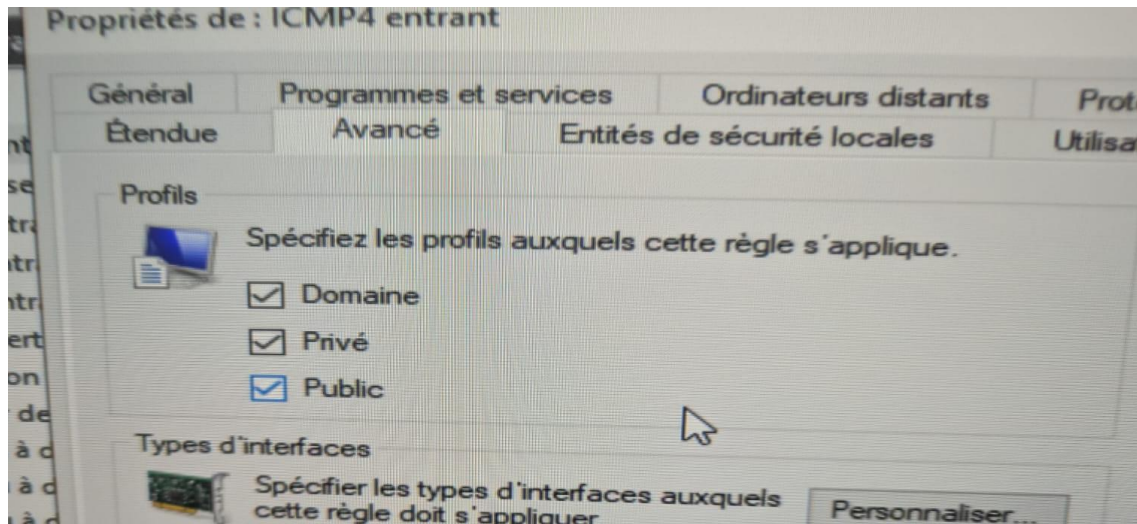 Propriétés de : ICMP4 entrant
Général Programmes et services Ordinateurs distants
Étendue Avancé Entités de sécurité locales
Profils
Spécifiez les profils auxquels cette règle s'applique.
Domaine
Privé
Public
Types d'interfaces
Spécifier les types d'interfaces auxquels
cette règle doit s'appliquer
Personnaliser...